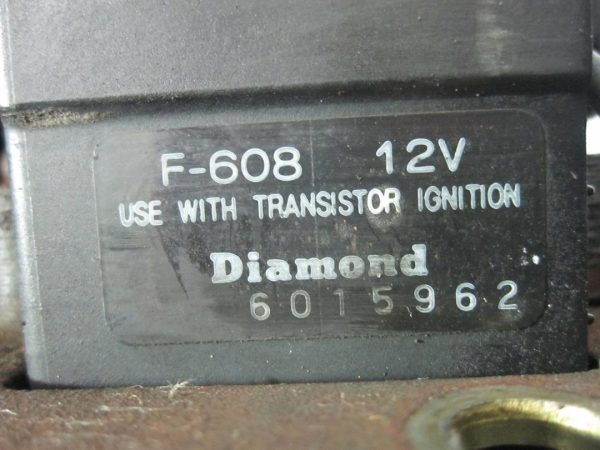 F-608 12V
USE WITH TRANSISTOR IGNITION
Diamond
6015962